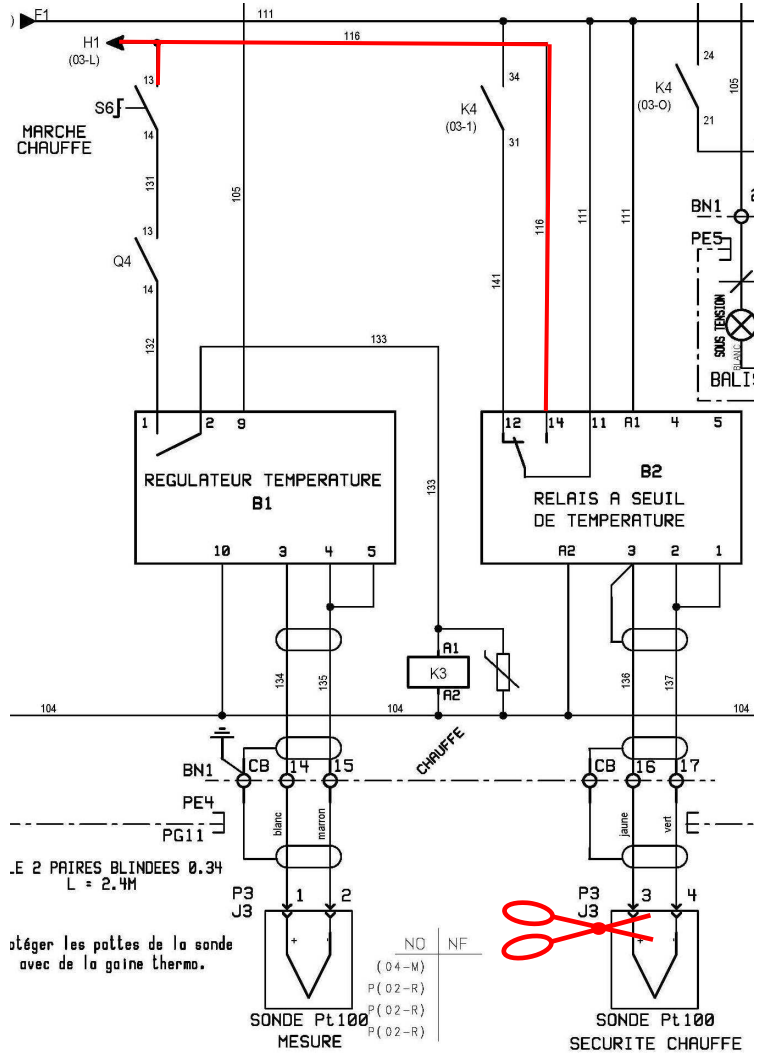 ) F1
111
H1
(03-L)
116
13
S6
14
MARCHE
CHAUFFE
131
105
13
Q4
14
132
133
34
K4
(03-1)
31
141
116
111
111
24
K4
(03-O)
21
105
BN1
PE5
SOUS TENSION
BLANC
BALIS
1 2 9
REGULATEUR TEMPERATURE
B1
10 3 4 5
12 14 11 A1 4 5
B2
RELAIS A SEUIL
DE TEMPERATURE
A2 3 2 1
133
134
135
A1
K3
A2
136
137
104
104
104
CHAUFFE
BN1
CB 14 15
CB 16 17
PE4
PG11
blanc
marron
jaune
vert
LE 2 PAIRES BLINDEES 0.34
L = 2.4M
P3 1 2
J3
+ -
P3 3 4
J3
+ -
otéger les pattes de la sonde
avec de la gaine thermo.
NO NF
(04-M)
P(02-R)
P(02-R)
P(02-R)
SONDE Pt100
MESURE
SONDE Pt100
SECURITE CHAUFFE